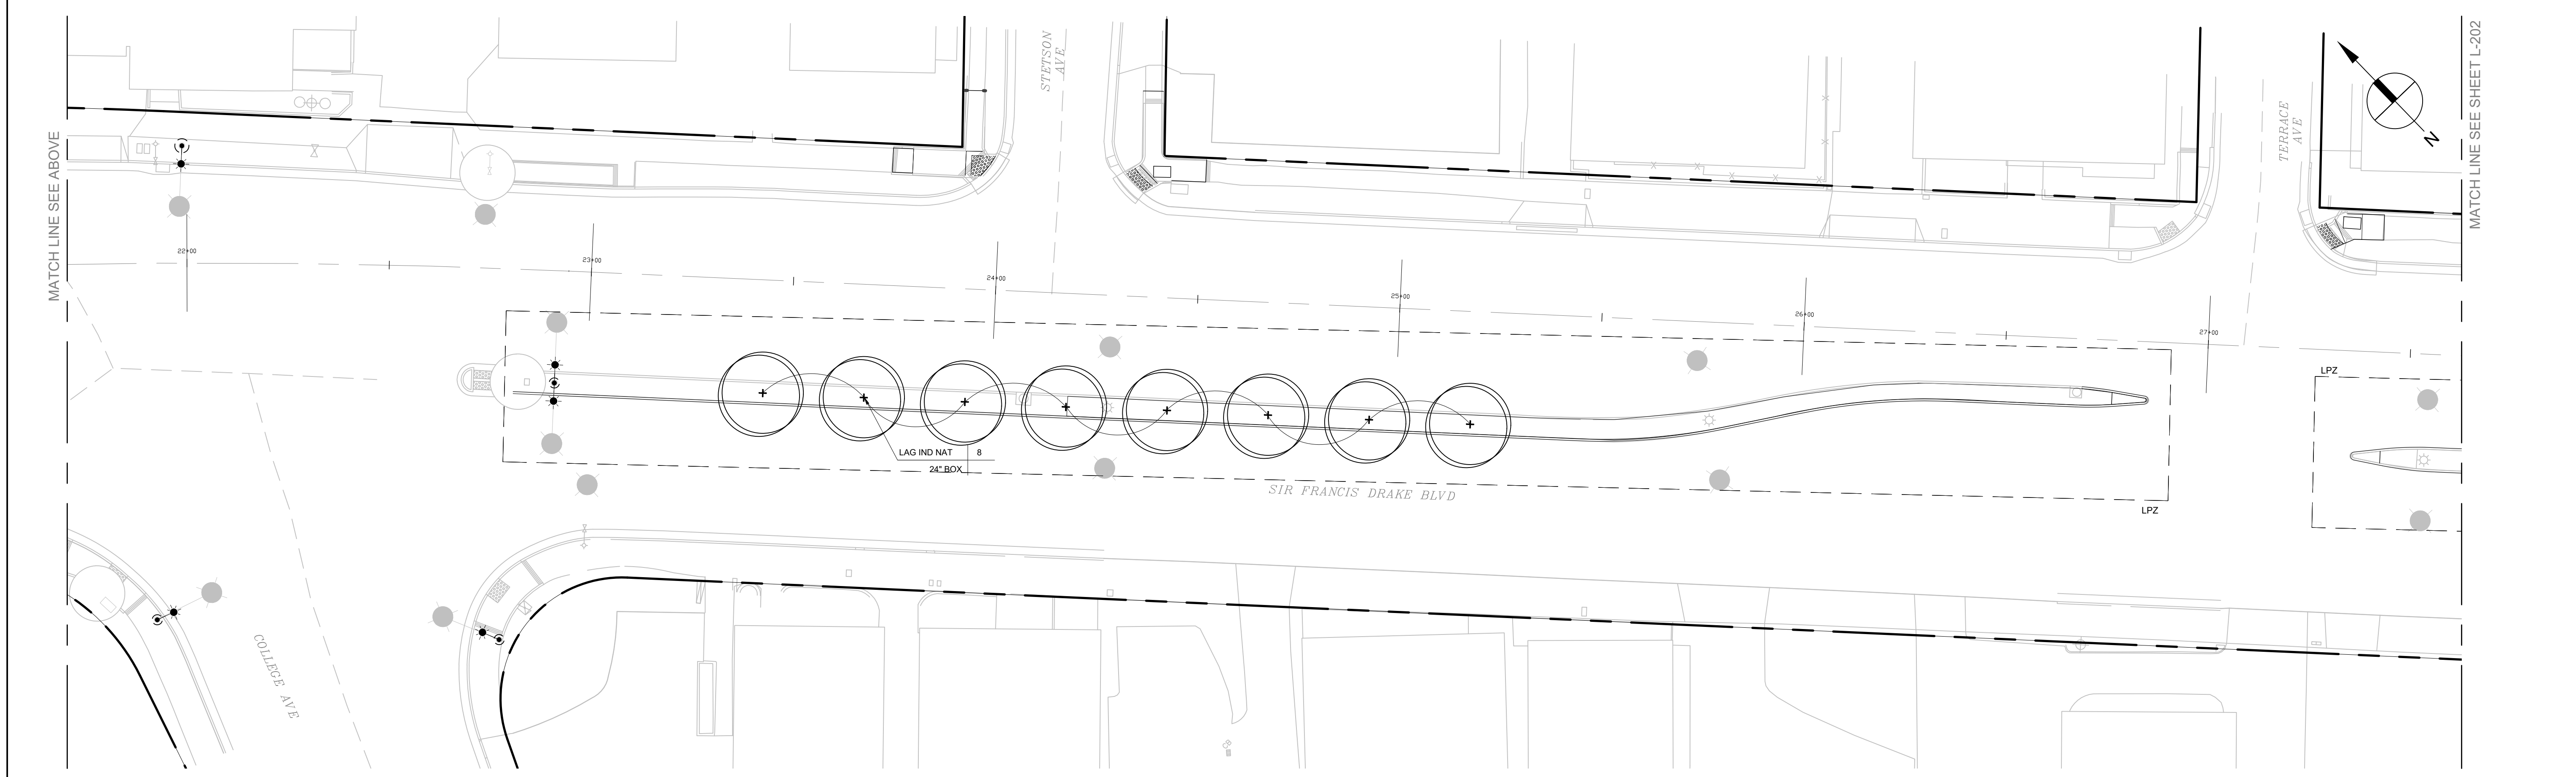 MATCH LINE SEE ABOVE
STETSON
AVE
TERRACE
AVE
N
MATCH LINE SEE SHEET L-202
22+00
23+00
24+00
25+00
26+00
27+00
LPZ
LAG IND NAT 8
24" BOX
SIR FRANCIS DRAKE BLVD
LPZ
COLLEGE AVE